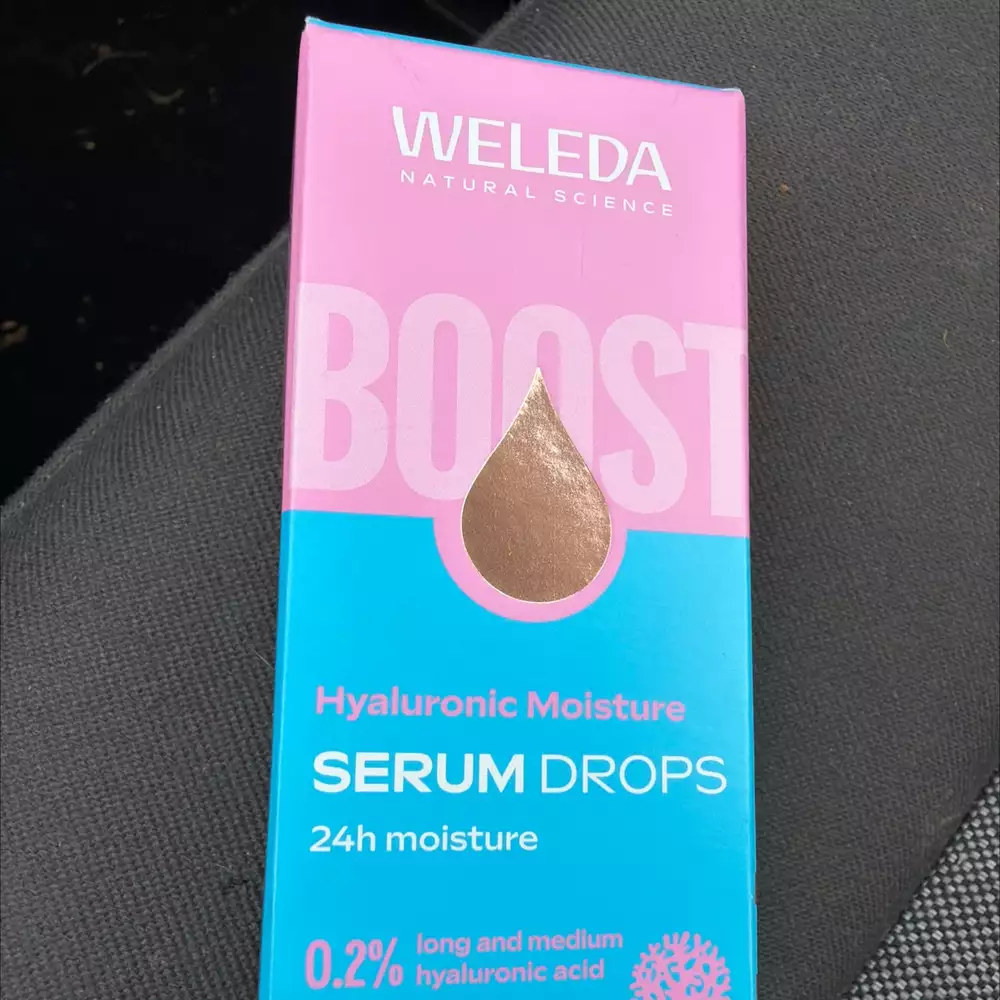 WELEDA
NATURAL SCIENCE
BOOST
Hyaluronic Moisture
SERUM DROPS
24h moisture
0.2% long and medium
hyaluronic acid